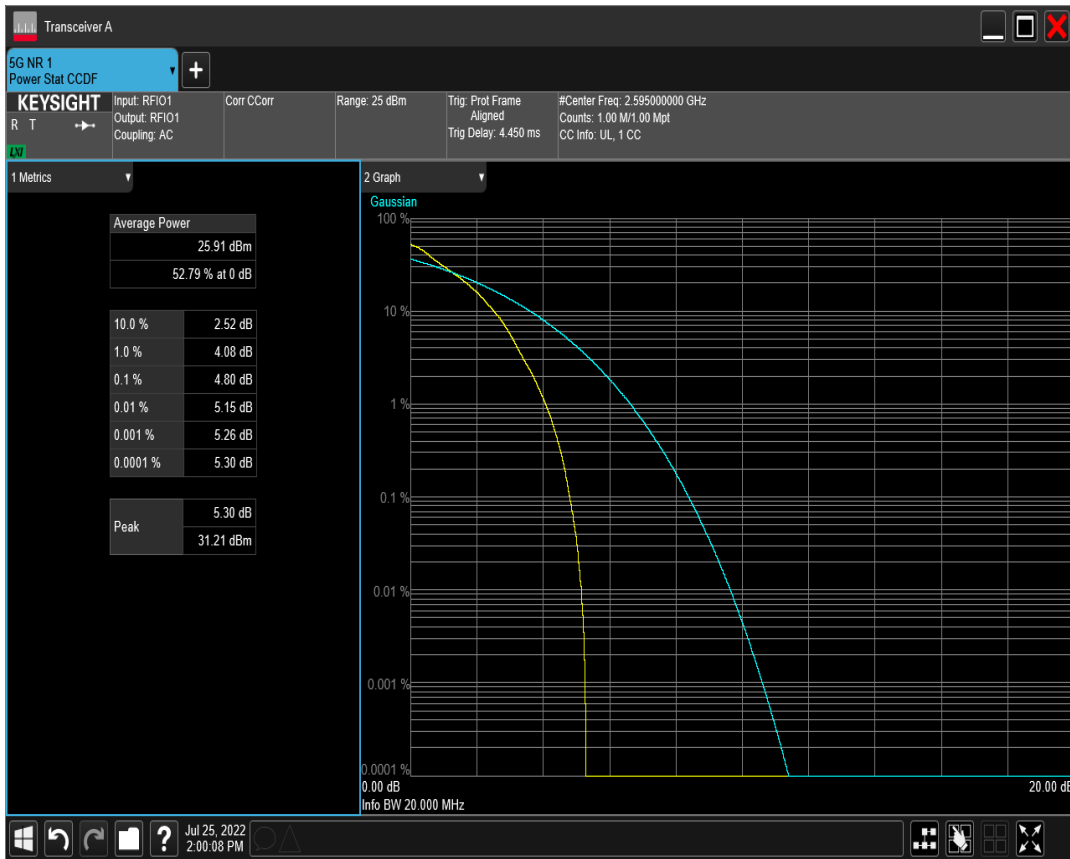 Transceiver A
5G NR 1
Power Stat CCDF
+
KEYSIGHT
R T
LXI
Input: RFIO1
Output: RFIO1
Coupling: AC
Corr CCorr
Range: 25 dBm
Trig: Prot Frame
Aligned
Trig Delay: 4.450 ms
#Center Freq: 2.595000000 GHz
Counts: 1.00 M/1.00 Mpt
CC Info: UL, 1 CC
1 Metrics
Average Power
25.91 dBm
52.79 % at 0 dB
10.0 % 2.52 dB
1.0 % 4.08 dB
0.1 % 4.80 dB
0.01 % 5.15 dB
0.001 % 5.26 dB
0.0001 % 5.30 dB
Peak
5.30 dB
31.21 dBm
2 Graph
Gaussian
100 %
10 %
1 %
0.1 %
0.01 %
0.001 %
0.0001 %
0.00 dB 20.00 dB
Info BW 20.000 MHz
?
Jul 25, 2022
2:00:08 PM